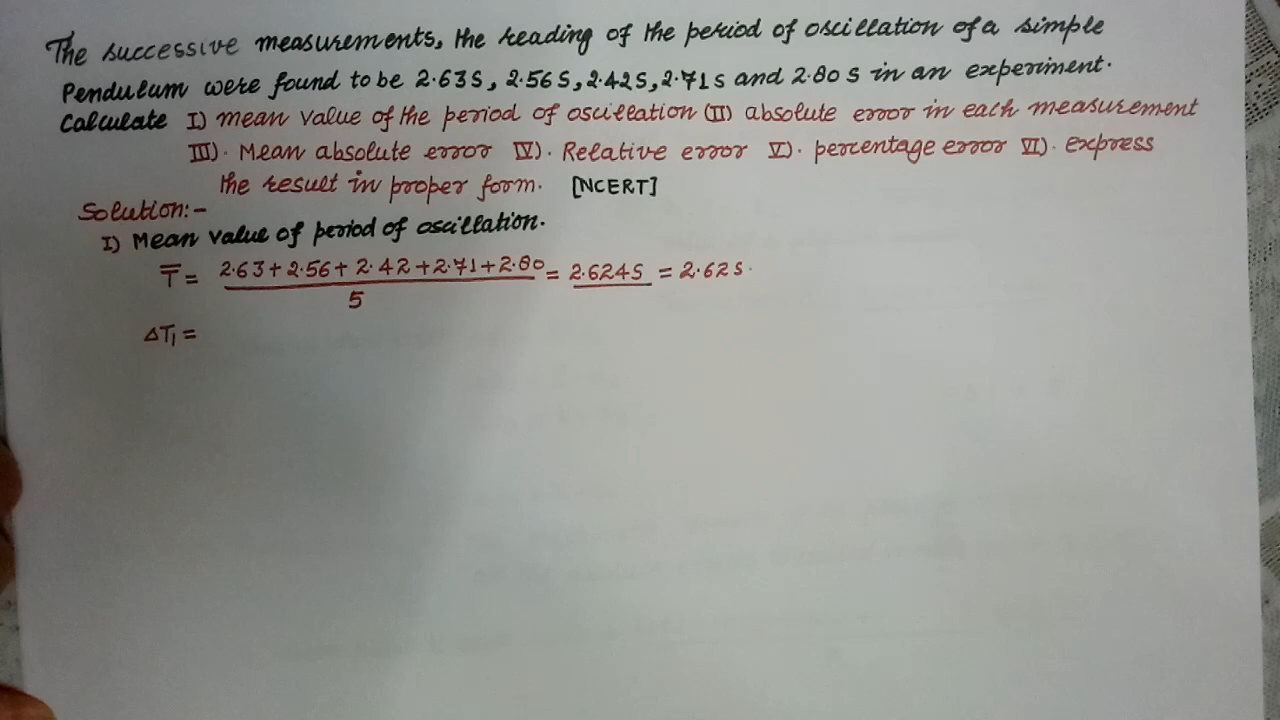 The successive measurements, the reading of the period of oscillation of a simple
Pendulum were found to be 2.63s, 2.56s, 2.42s, 2.71s and 2.80s in an experiment.
Calculate I) mean value of the period of oscillation (II) absolute error in each measurement
III). Mean absolute error IV). Relative error V). percentage error VI). express
the result in proper form. [NCERT]
Solution:-
I) Mean value of period of oscillation.
T̅ = 2.63+2.56+2.42+2.71+2.80 / 5 = 2.624s = 2.62s.
ΔT₁ =